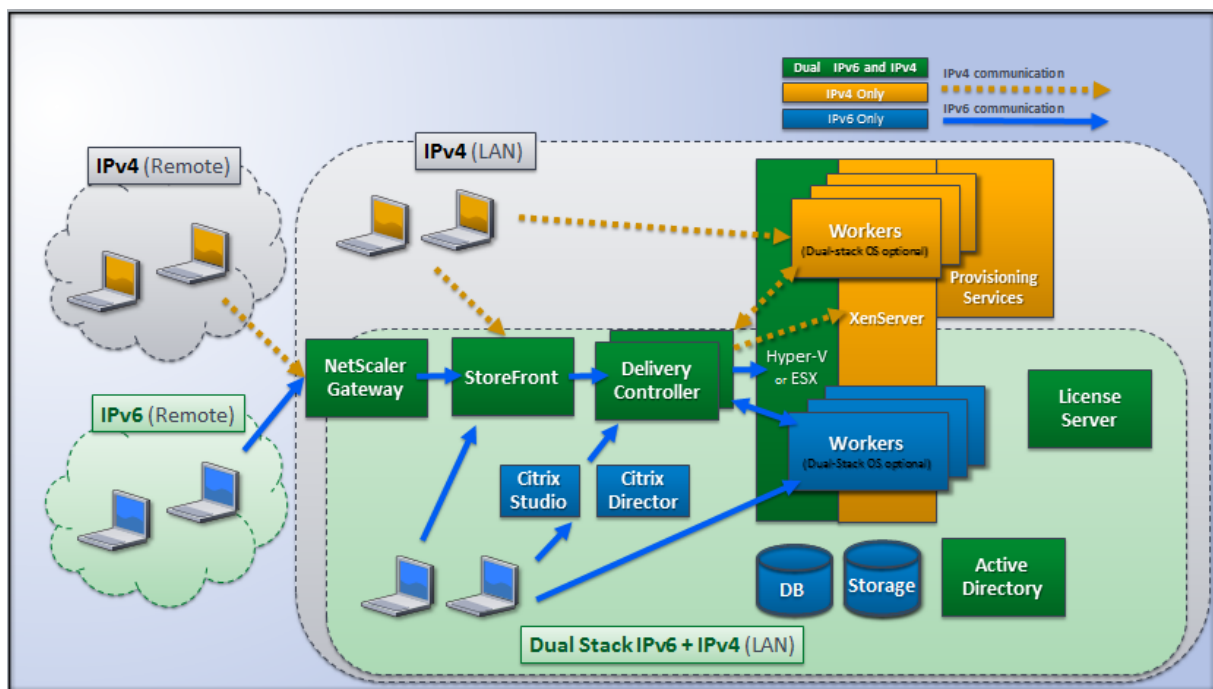 Dual IPv6 and IPv4
IPv4 Only
IPv6 Only
IPv4 communication
IPv6 communication
IPv4 (Remote)
IPv4 (LAN)
Workers
(Dual-stack OS optional)
Provisioning
Services
XenServer
Hyper-V
or ESX
NetScaler
Gateway
StoreFront
Delivery
Controller
License
Server
IPv6 (Remote)
Workers
(Dual-Stack OS optional)
Citrix
Studio
Citrix
Director
DB
Storage
Active
Directory
Dual Stack IPv6 + IPv4 (LAN)